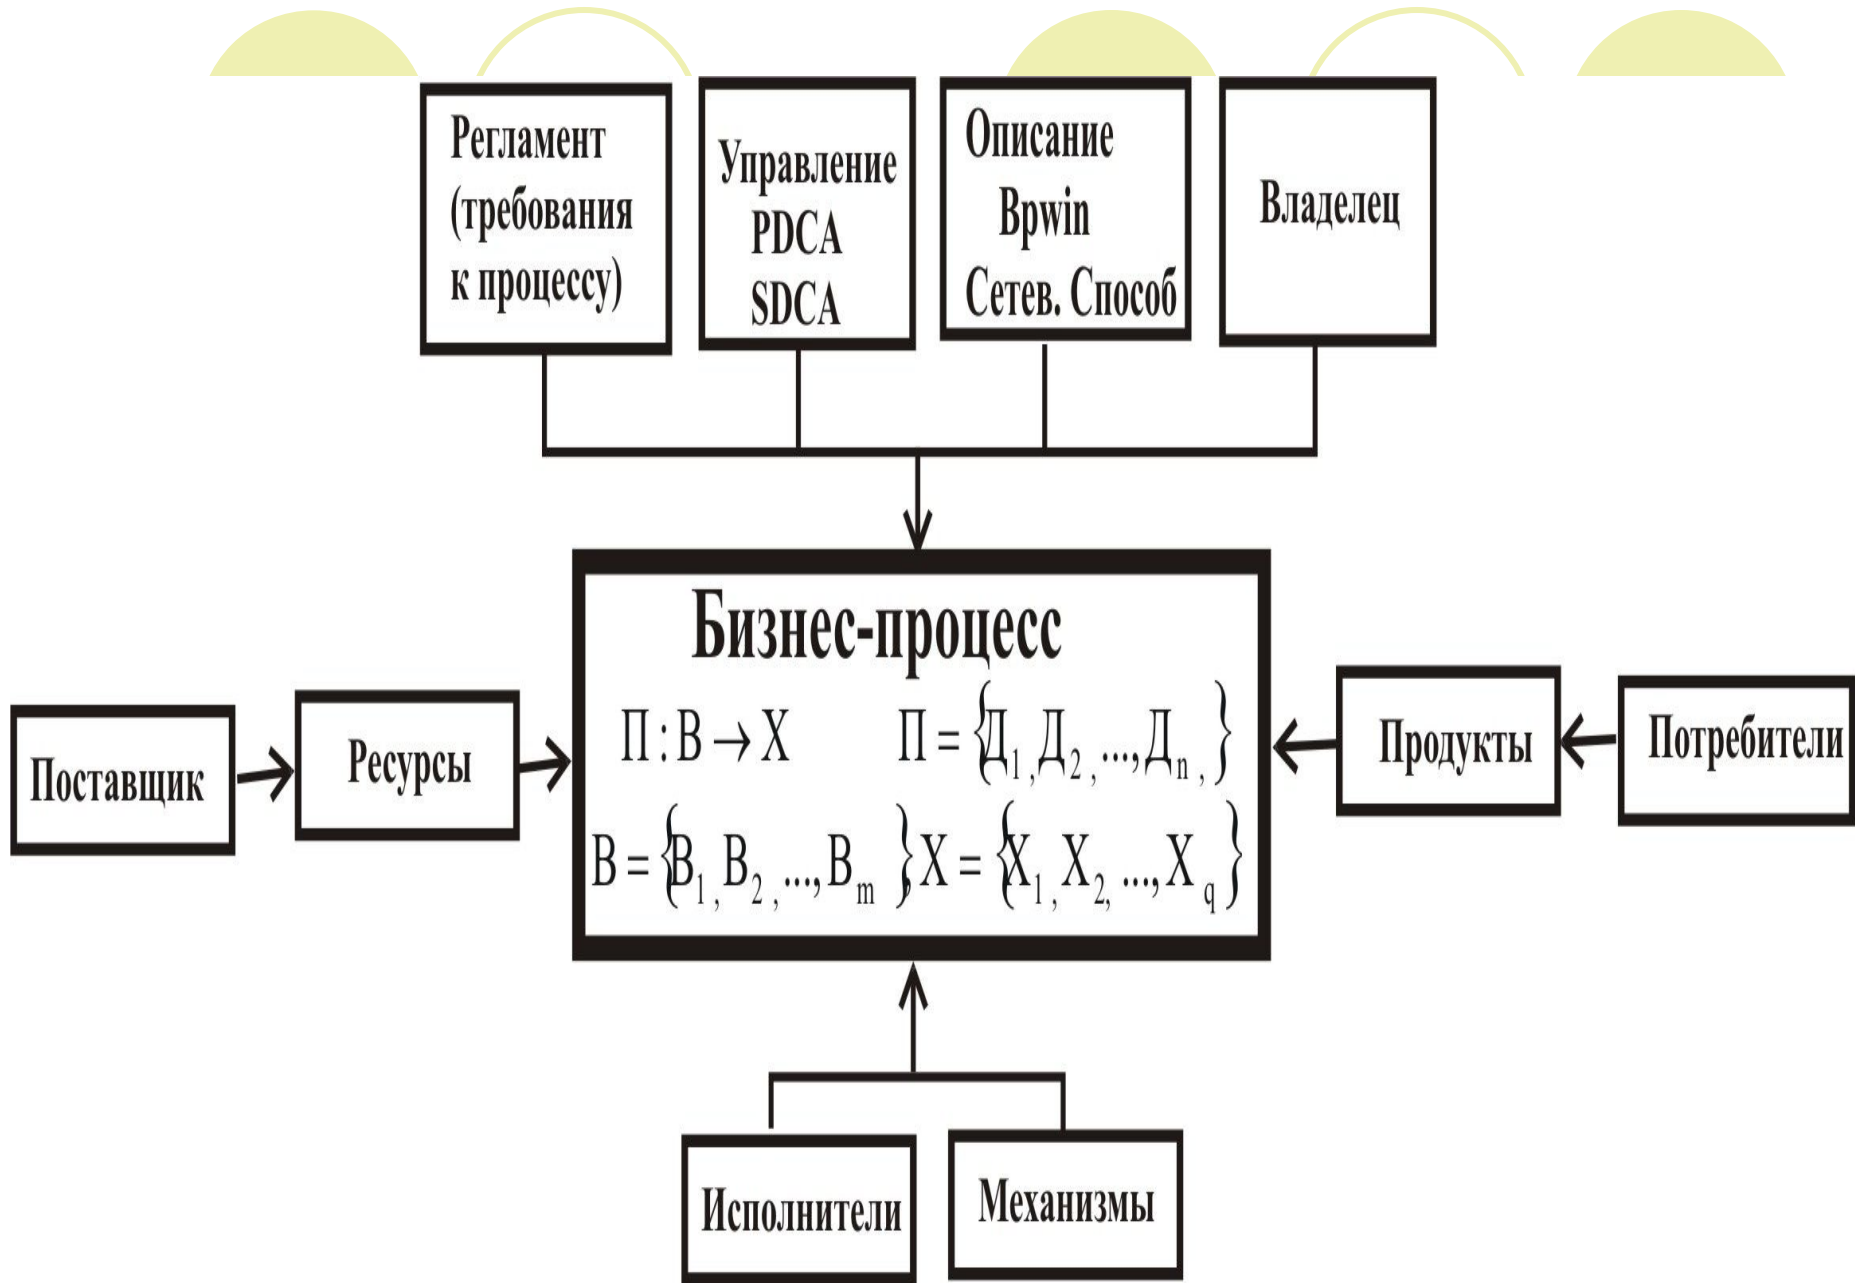 Регламент
(требования
к процессу)
Управление
PDCA
SDCA
Описание
Bpwin
Сетев. Способ
Владелец
Бизнес-процесс
П : В → Х
П = {Д₁, Д₂, ..., Дₙ,}
В = {В₁, В₂, ..., Вₘ}, Х = {Х₁, Х₂, ..., Х_q}
Поставщик
Ресурсы
Продукты
Потребители
Исполнители
Механизмы